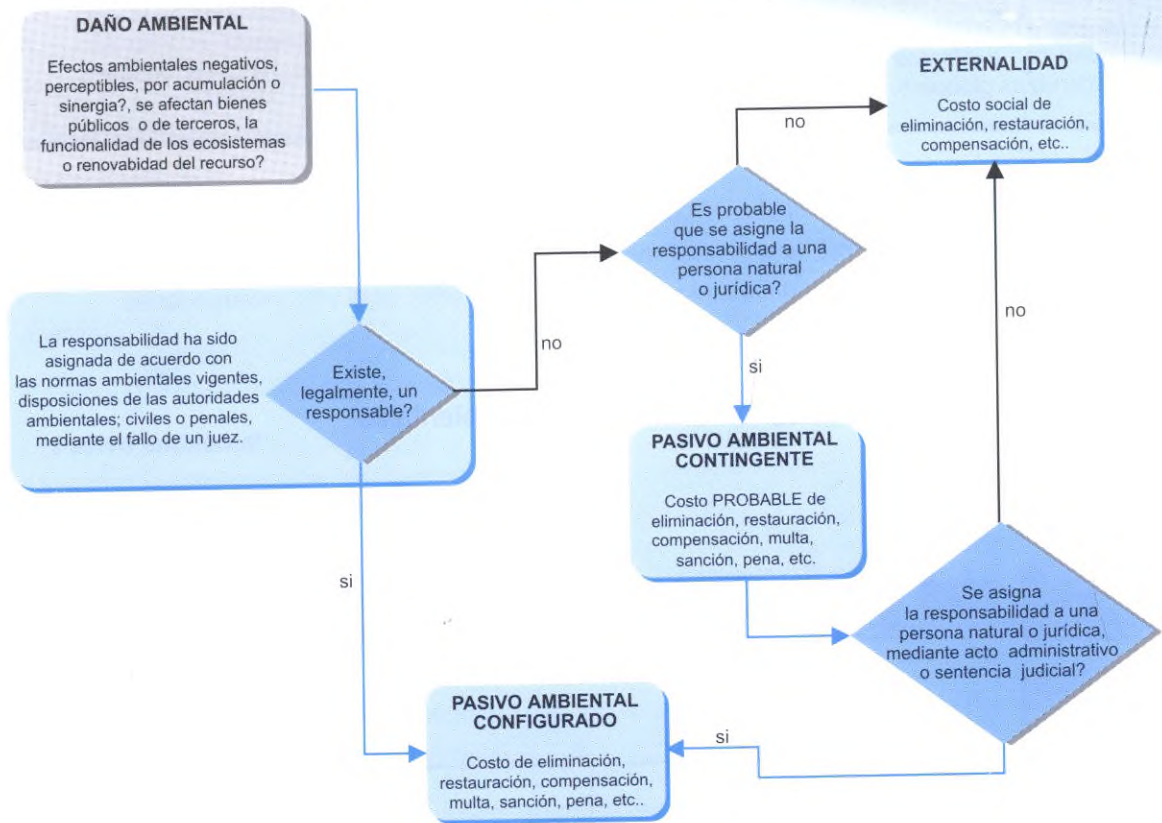 DAÑO AMBIENTAL
Efectos ambientales negativos,
perceptibles, por acumulación o
sinergia?, se afectan bienes
públicos o de terceros, la
funcionalidad de los ecosistemas
o renovabidad del recurso?
EXTERNALIDAD
Costo social de
eliminación, restauración,
compensación, etc..
no
Es probable
que se asigne la
responsabilidad a una
persona natural
o jurídica?
La responsabilidad ha sido
asignada de acuerdo con
las normas ambientales vigentes,
disposiciones de las autoridades
ambientales; civiles o penales,
mediante el fallo de un juez.
Existe,
legalmente, un
responsable?
no
no
si
PASIVO AMBIENTAL
CONTINGENTE
Costo PROBABLE de
eliminación, restauración,
compensación, multa,
sanción, pena, etc.
si
Se asigna
la responsabilidad a una
persona natural o jurídica,
mediante acto administrativo
o sentencia judicial?
PASIVO AMBIENTAL
CONFIGURADO
Costo de eliminación,
restauración, compensación,
multa, sanción, pena, etc..
si